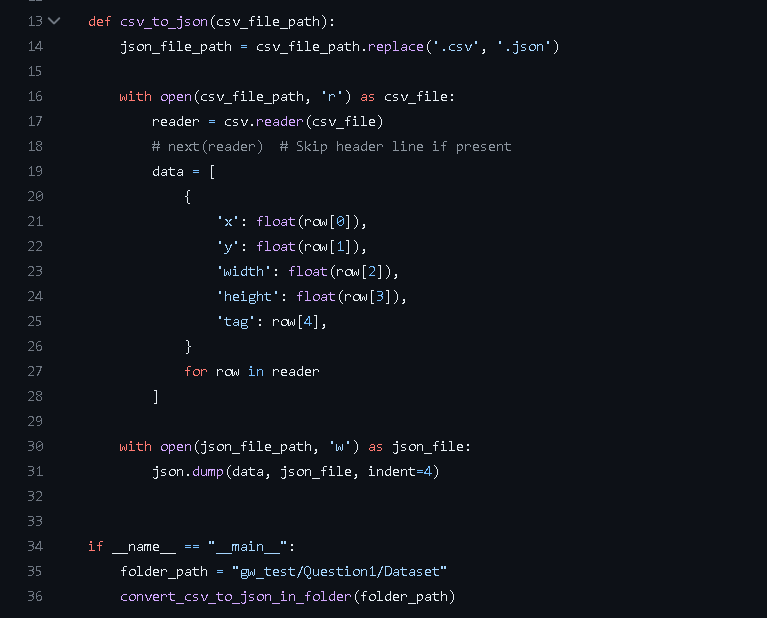 13 def csv_to_json(csv_file_path):
14     json_file_path = csv_file_path.replace('.csv', '.json')
15
16     with open(csv_file_path, 'r') as csv_file:
17         reader = csv.reader(csv_file)
18         # next(reader)  # Skip header line if present
19         data = [
20             {
21                 'x': float(row[0]),
22                 'y': float(row[1]),
23                 'width': float(row[2]),
24                 'height': float(row[3]),
25                 'tag': row[4],
26             }
27             for row in reader
28         ]
29
30     with open(json_file_path, 'w') as json_file:
31         json.dump(data, json_file, indent=4)
32
33
34 if __name__ == "__main__":
35     folder_path = "gw_test/Question1/Dataset"
36     convert_csv_to_json_in_folder(folder_path)